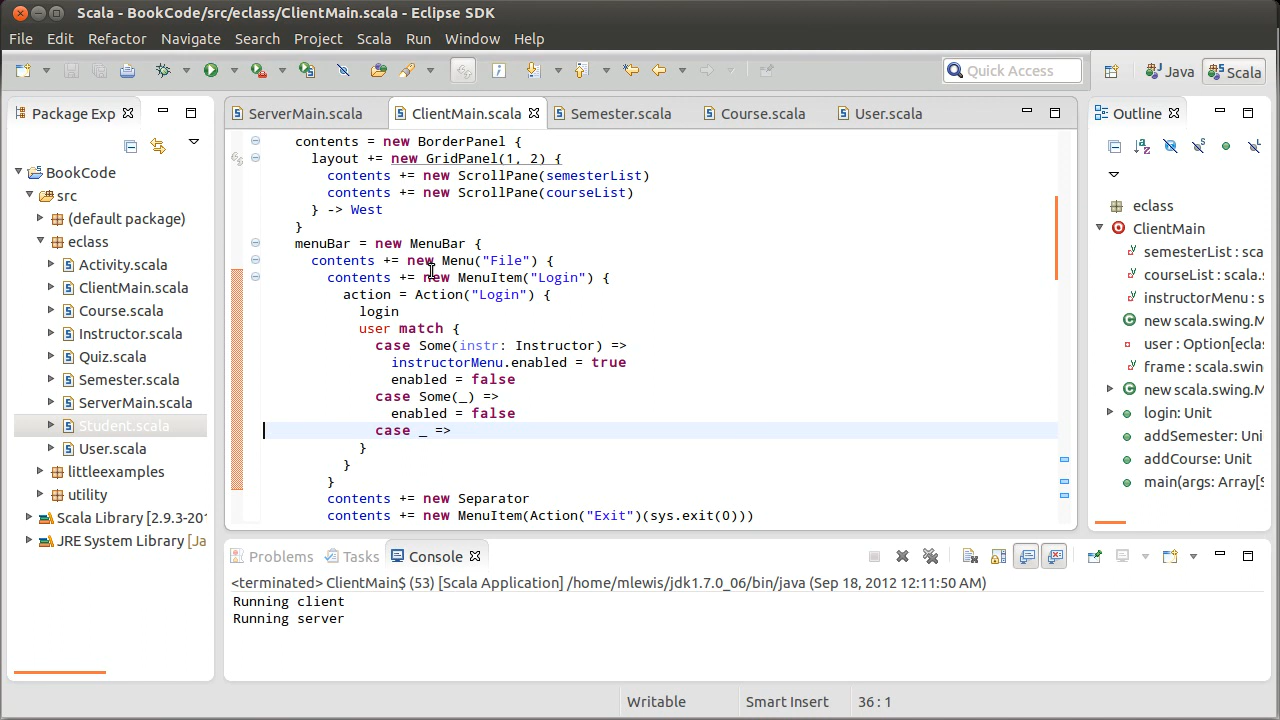 Scala - BookCode/src/eclass/ClientMain.scala - Eclipse SDK
File Edit Refactor Navigate Search Project Scala Run Window Help
Quick Access Java Scala
Package Exp
BookCode
src
(default package)
eclass
Activity.scala
ClientMain.scala
Course.scala
Instructor.scala
Quiz.scala
Semester.scala
ServerMain.scala
Student.scala
User.scala
littleexamples
utility
Scala Library [2.9.3-201
JRE System Library [Ja
ServerMain.scala ClientMain.scala Semester.scala Course.scala User.scala
contents = new BorderPanel {
layout += new GridPanel(1, 2) {
contents += new ScrollPane(semesterList)
contents += new ScrollPane(courseList)
} -> West
}
menuBar = new MenuBar {
contents += new Menu("File") {
contents += new MenuItem("Login") {
action = Action("Login") {
login
user match {
case Some(instr: Instructor) =>
instructorMenu.enabled = true
enabled = false
case Some(_) =>
enabled = false
case _ =>
}
}
}
contents += new Separator
contents += new MenuItem(Action("Exit")(sys.exit(0)))
Outline
eclass
ClientMain
semesterList : sca
courseList : scala.
instructorMenu : s
new scala.swing.M
user : Option[eclas
frame : scala.swin
new scala.swing.M
login: Unit
addSemester: Uni
addCourse: Unit
main(args: Array[S
Problems Tasks Console
<terminated> ClientMain$ (53) [Scala Application] /home/mlewis/jdk1.7.0_06/bin/java (Sep 18, 2012 12:11:50 AM)
Running client
Running server
Writable Smart Insert 36 : 1